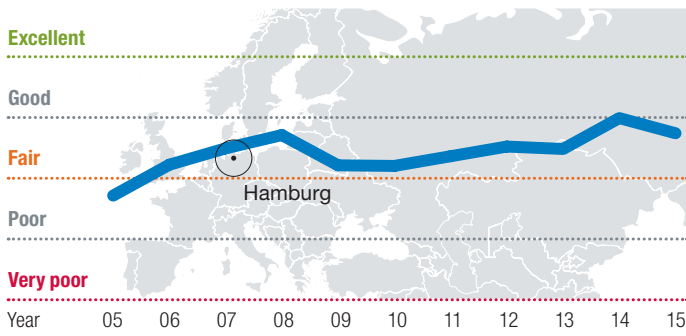 Excellent
Good
Fair
Hamburg
Poor
Very poor
Year 05 06 07 08 09 10 11 12 13 14 15